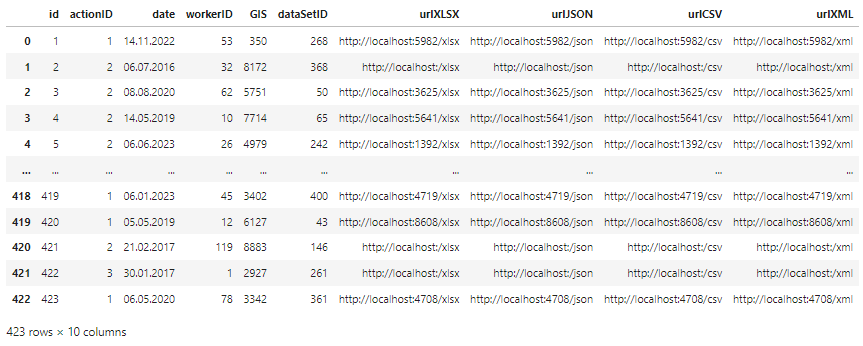 id actionID date workerID GIS dataSetID urlXLSX urlJSON urlCSV urlXML
0 1 1 14.11.2022 53 350 268 http://localhost:5982/xlsx http://localhost:5982/json http://localhost:5982/csv http://localhost:5982/xml
1 2 2 06.07.2016 32 8172 368 http://localhost:/xlsx http://localhost:/json http://localhost:/csv http://localhost:/xml
2 3 2 08.08.2020 62 5751 50 http://localhost:3625/xlsx http://localhost:3625/json http://localhost:3625/csv http://localhost:3625/xml
3 4 2 14.05.2019 10 7714 65 http://localhost:5641/xlsx http://localhost:5641/json http://localhost:5641/csv http://localhost:5641/xml
4 5 2 06.06.2023 26 4979 242 http://localhost:1392/xlsx http://localhost:1392/json http://localhost:1392/csv http://localhost:1392/xml
... ... ... ... ... ... ... ... ... ... ...
418 419 1 06.01.2023 45 3402 400 http://localhost:4719/xlsx http://localhost:4719/json http://localhost:4719/csv http://localhost:4719/xml
419 420 1 05.05.2019 12 6127 43 http://localhost:8608/xlsx http://localhost:8608/json http://localhost:8608/csv http://localhost:8608/xml
420 421 2 21.02.2017 119 8883 146 http://localhost:/xlsx http://localhost:/json http://localhost:/csv http://localhost:/xml
421 422 3 30.01.2017 1 2927 261 http://localhost:/xlsx http://localhost:/json http://localhost:/csv http://localhost:/xml
422 423 1 06.05.2020 78 3342 361 http://localhost:4708/xlsx http://localhost:4708/json http://localhost:4708/csv http://localhost:4708/xml
423 rows × 10 columns